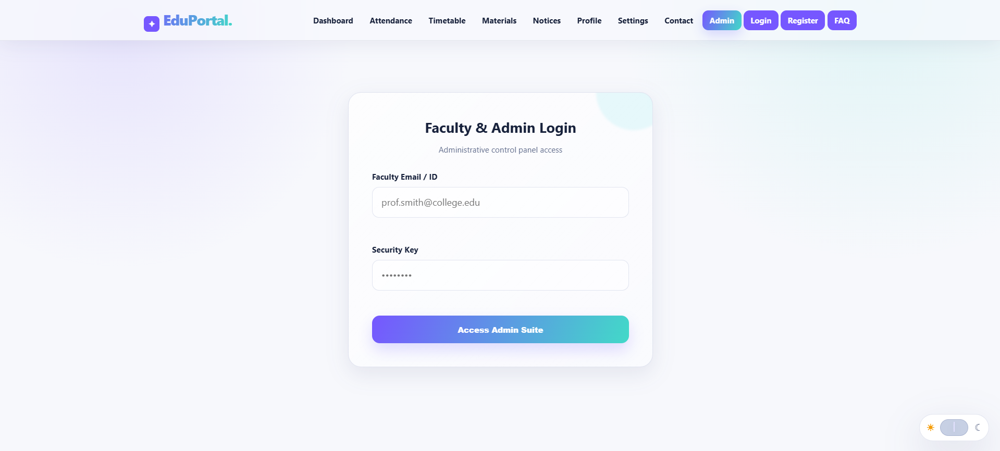 EduPortal.
Dashboard Attendance Timetable Materials Notices Profile Settings Contact Admin Login Register FAQ
Faculty & Admin Login
Administrative control panel access
Faculty Email / ID
prof.smith@college.edu
Security Key
••••••••
Access Admin Suite